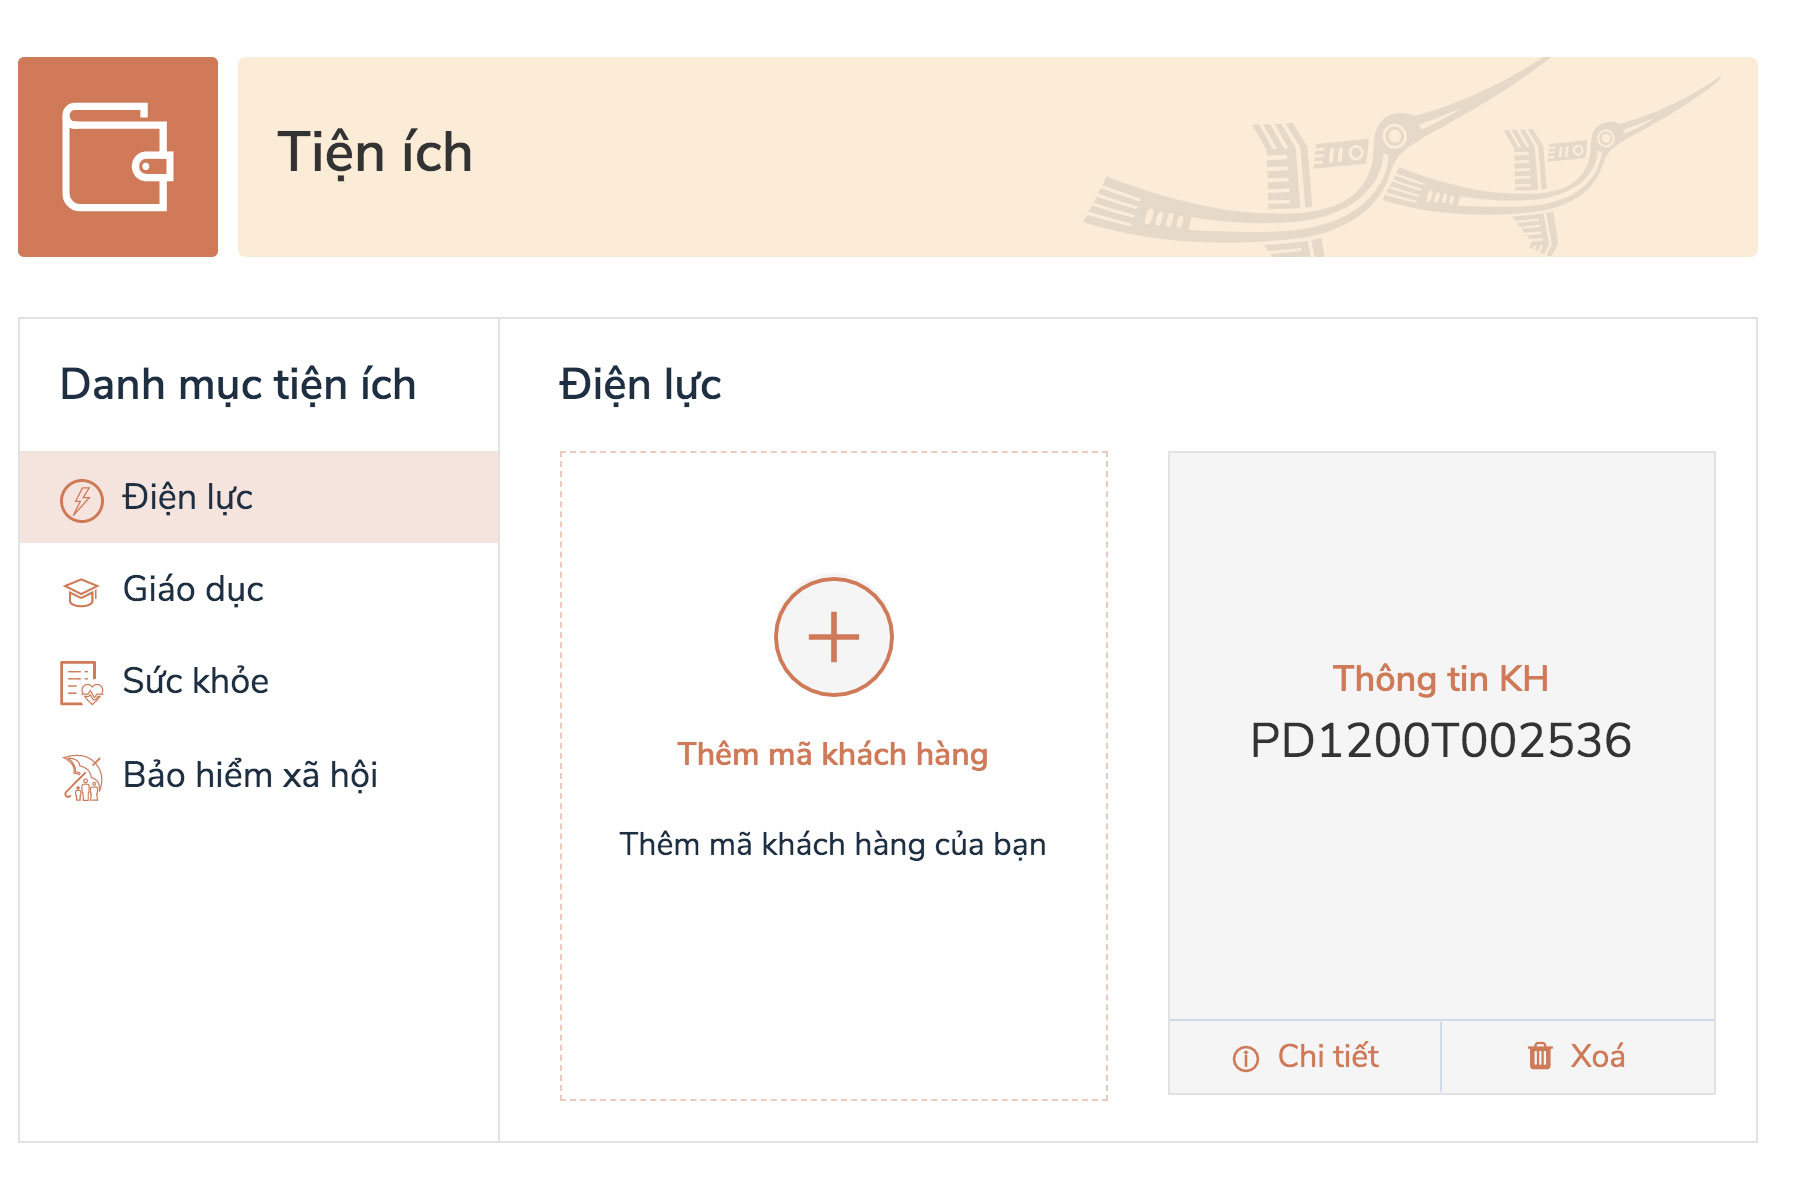 Tiện ích
Danh mục tiện ích
Điện lực
Giáo dục
Sức khỏe
Bảo hiểm xã hội
Điện lực
Thêm mã khách hàng
Thêm mã khách hàng của bạn
Thông tin KH
PD1200T002536
Chi tiết
Xoá